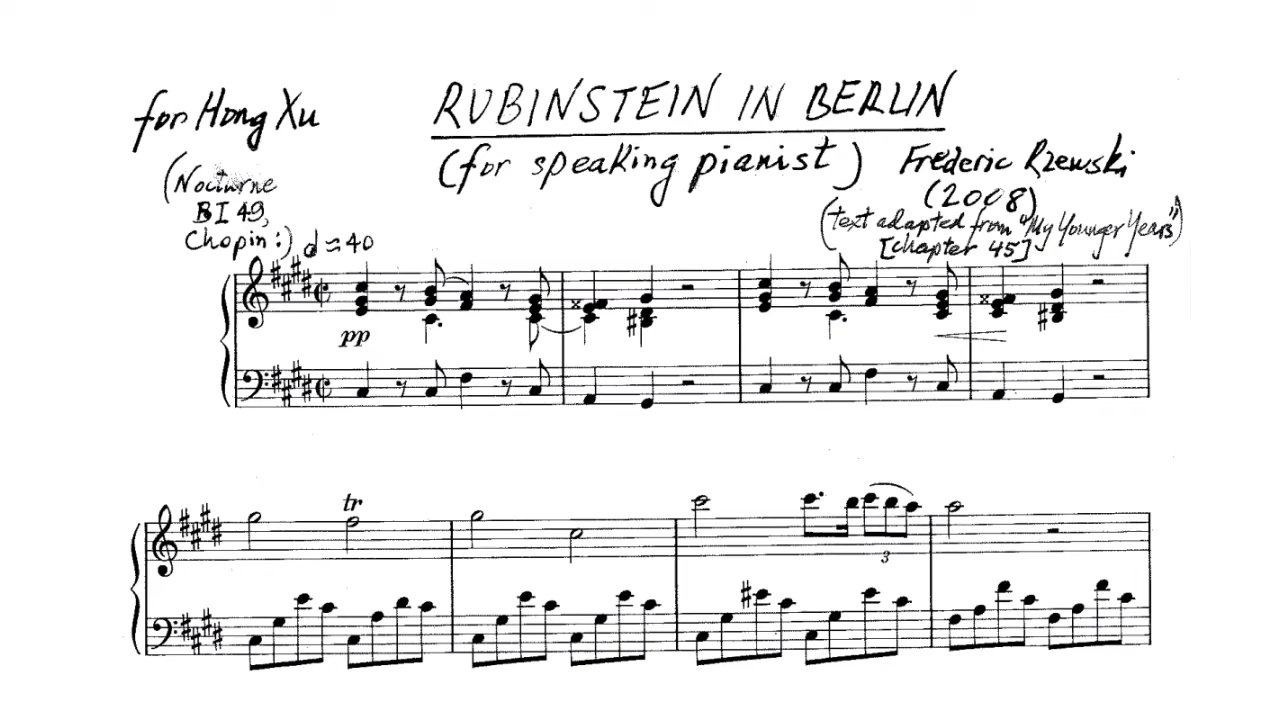 RUBINSTEIN IN BERLIN
for Hong Xu
(for speaking pianist)
Frederic Rzewski
(2008)
(text adapted from "My Younger Years")
[chapter 45]
(Nocturne
BI 49,
Chopin:)
𝅗𝅥 ≈ 40
pp
tr
3